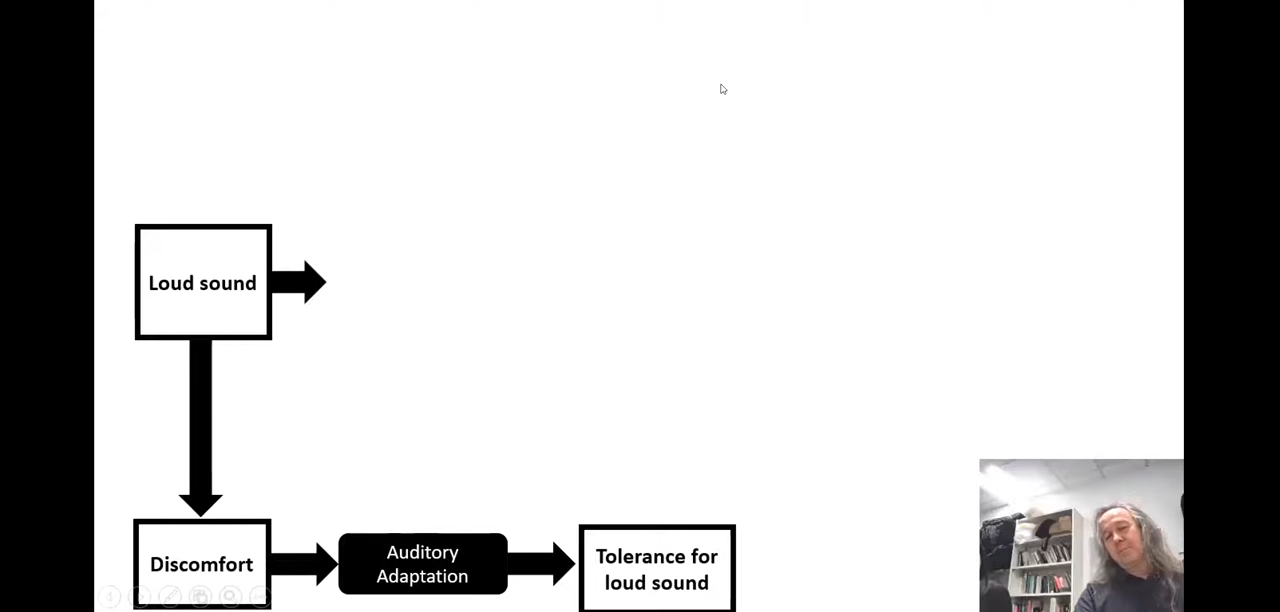 Loud sound
Discomfort
Auditory
Adaptation
Tolerance for
loud sound